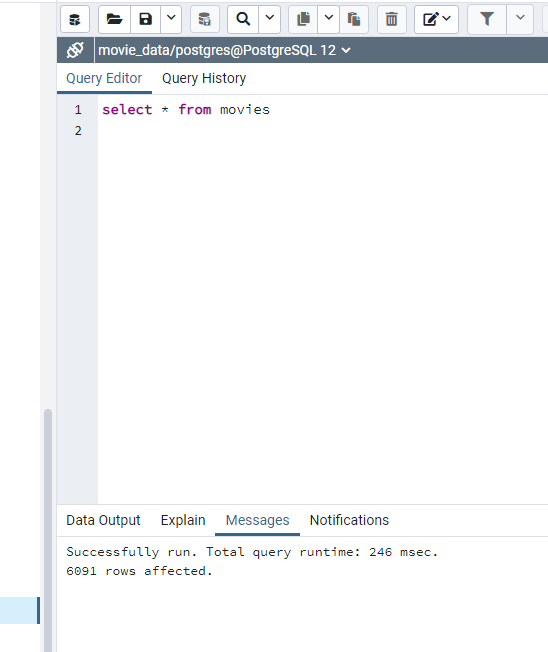 movie_data/postgres@PostgreSQL 12
Query Editor Query History
1 select * from movies
2
Data Output Explain Messages Notifications
Successfully run. Total query runtime: 246 msec.
6091 rows affected.